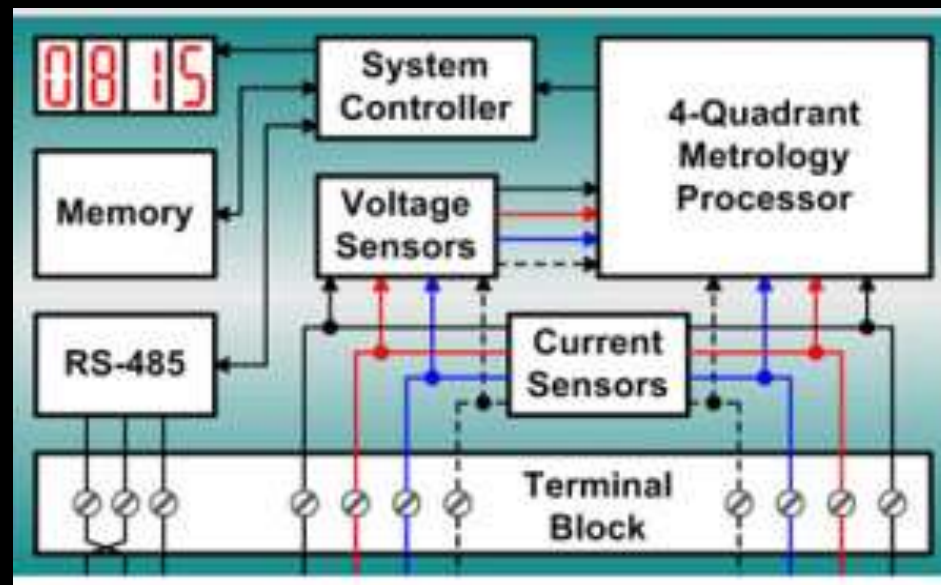 0815
System
Controller
4-Quadrant
Metrology
Processor
Memory
Voltage
Sensors
RS-485
Current
Sensors
Terminal
Block